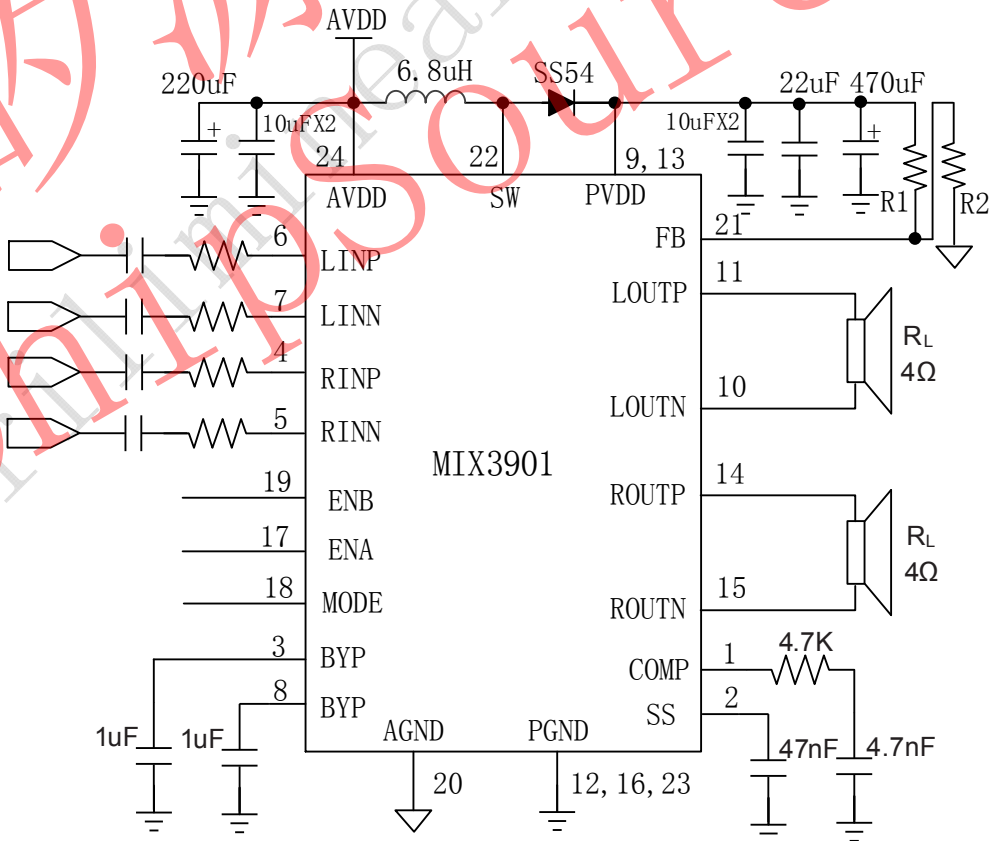 AVDD
220uF
10uFX2
6.8uH
SS54
10uFX2
22uF
470uF
R1
R2
24
22
9,13
AVDD
SW
PVDD
6
LINP
7
LINN
4
RINP
5
RINN
19
ENB
17
ENA
18
MODE
3
BYP
8
BYP
1uF
1uF
MIX3901
FB
21
LOUTP
11
LOUTN
10
RL
4Ω
ROUTP
14
ROUTN
15
RL
4Ω
COMP
1
4.7K
SS
2
47nF
4.7nF
AGND
20
PGND
12,16,23
hipSour